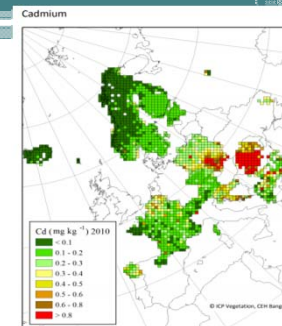 Cadmium
Cd (mg kg⁻¹) 2010
< 0.1
0.1 - 0.2
0.2 - 0.3
0.3 - 0.4
0.4 - 0.5
0.5 - 0.6
0.6 - 0.8
> 0.8
© ICP Vegetation, CEH Bang